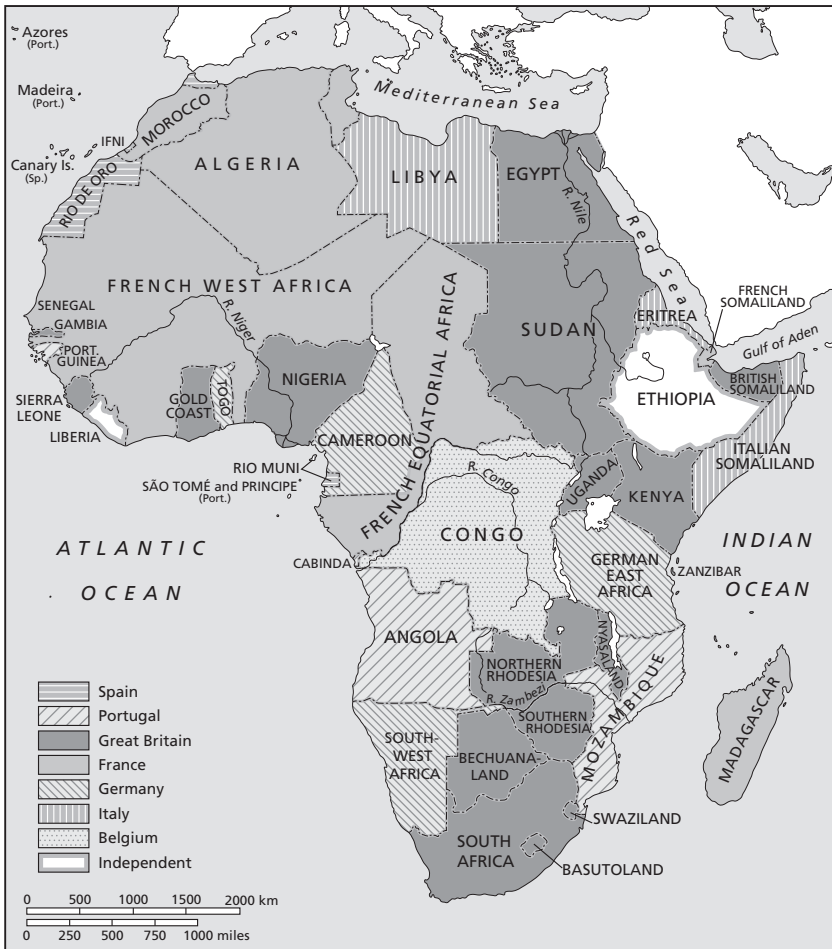 Azores
(Port.)
Madeira
(Port.)
Canary Is.
(Sp.)
IFNI
MOROCCO
RIO DE ORO
ALGERIA
Mediterranean Sea
LIBYA
EGYPT
R. Nile
Red Sea
FRENCH WEST AFRICA
R. Niger
SENEGAL
GAMBIA
PORT.
GUINEA
SIERRA
LEONE
LIBERIA
GOLD
COAST
TOGO
NIGERIA
CAMEROON
FRENCH EQUATORIAL AFRICA
SUDAN
ERITREA
FRENCH
SOMALILAND
Gulf of Aden
BRITISH
SOMALILAND
ETHIOPIA
ITALIAN
SOMALILAND
RIO MUNI
SÃO TOMÉ and PRINCIPE
(Port.)
R. Congo
CONGO
UGANDA
KENYA
CABINDA
GERMAN
EAST
AFRICA
ZANZIBAR
ATLANTIC
OCEAN
INDIAN
OCEAN
ANGOLA
NORTHERN
RHODESIA
NYASALAND
R. Zambezi
SOUTHERN
RHODESIA
MOZAMBIQUE
MADAGASCAR
SOUTH-
WEST
AFRICA
BECHUANA-
LAND
SWAZILAND
SOUTH
AFRICA
BASUTOLAND
Spain
Portugal
Great Britain
France
Germany
Italy
Belgium
Independent
0 500 1000 1500 2000 km
0 250 500 750 1000 miles